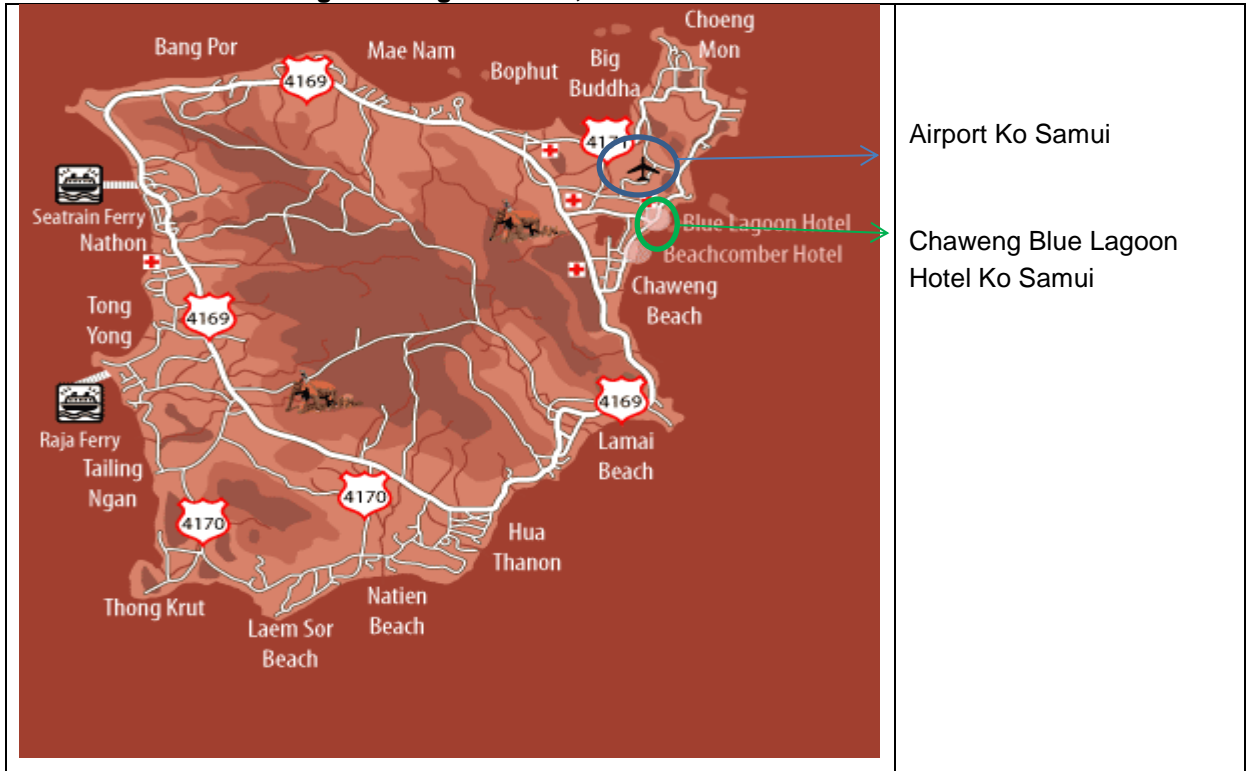 Choeng
Mon
Bang Por
Mae Nam
Big
Buddha
Bophut
4169
4171
Airport Ko Samui
Seatrain Ferry
Nathon
Blue Lagoon Hotel
Beachcomber Hotel
Chaweng Blue Lagoon
Hotel Ko Samui
Chaweng
Beach
Tong
Yong
4169
4169
Raja Ferry
Tailing
Ngan
Lamai
Beach
4170
4170
Hua
Thanon
Thong Krut
Natien
Beach
Laem Sor
Beach